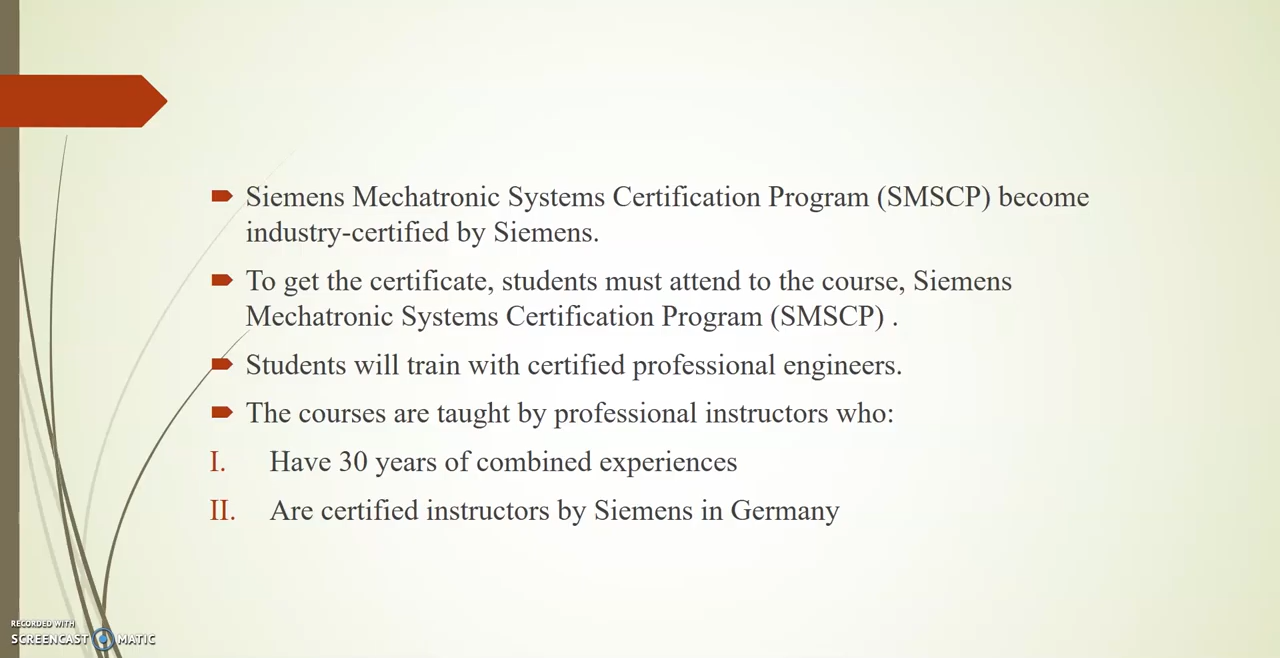 Siemens Mechatronic Systems Certification Program (SMSCP) become
industry-certified by Siemens.
To get the certificate, students must attend to the course, Siemens
Mechatronic Systems Certification Program (SMSCP) .
Students will train with certified professional engineers.
The courses are taught by professional instructors who:
I. Have 30 years of combined experiences
II. Are certified instructors by Siemens in Germany
RECORDED WITH
SCREENCAST MATIC